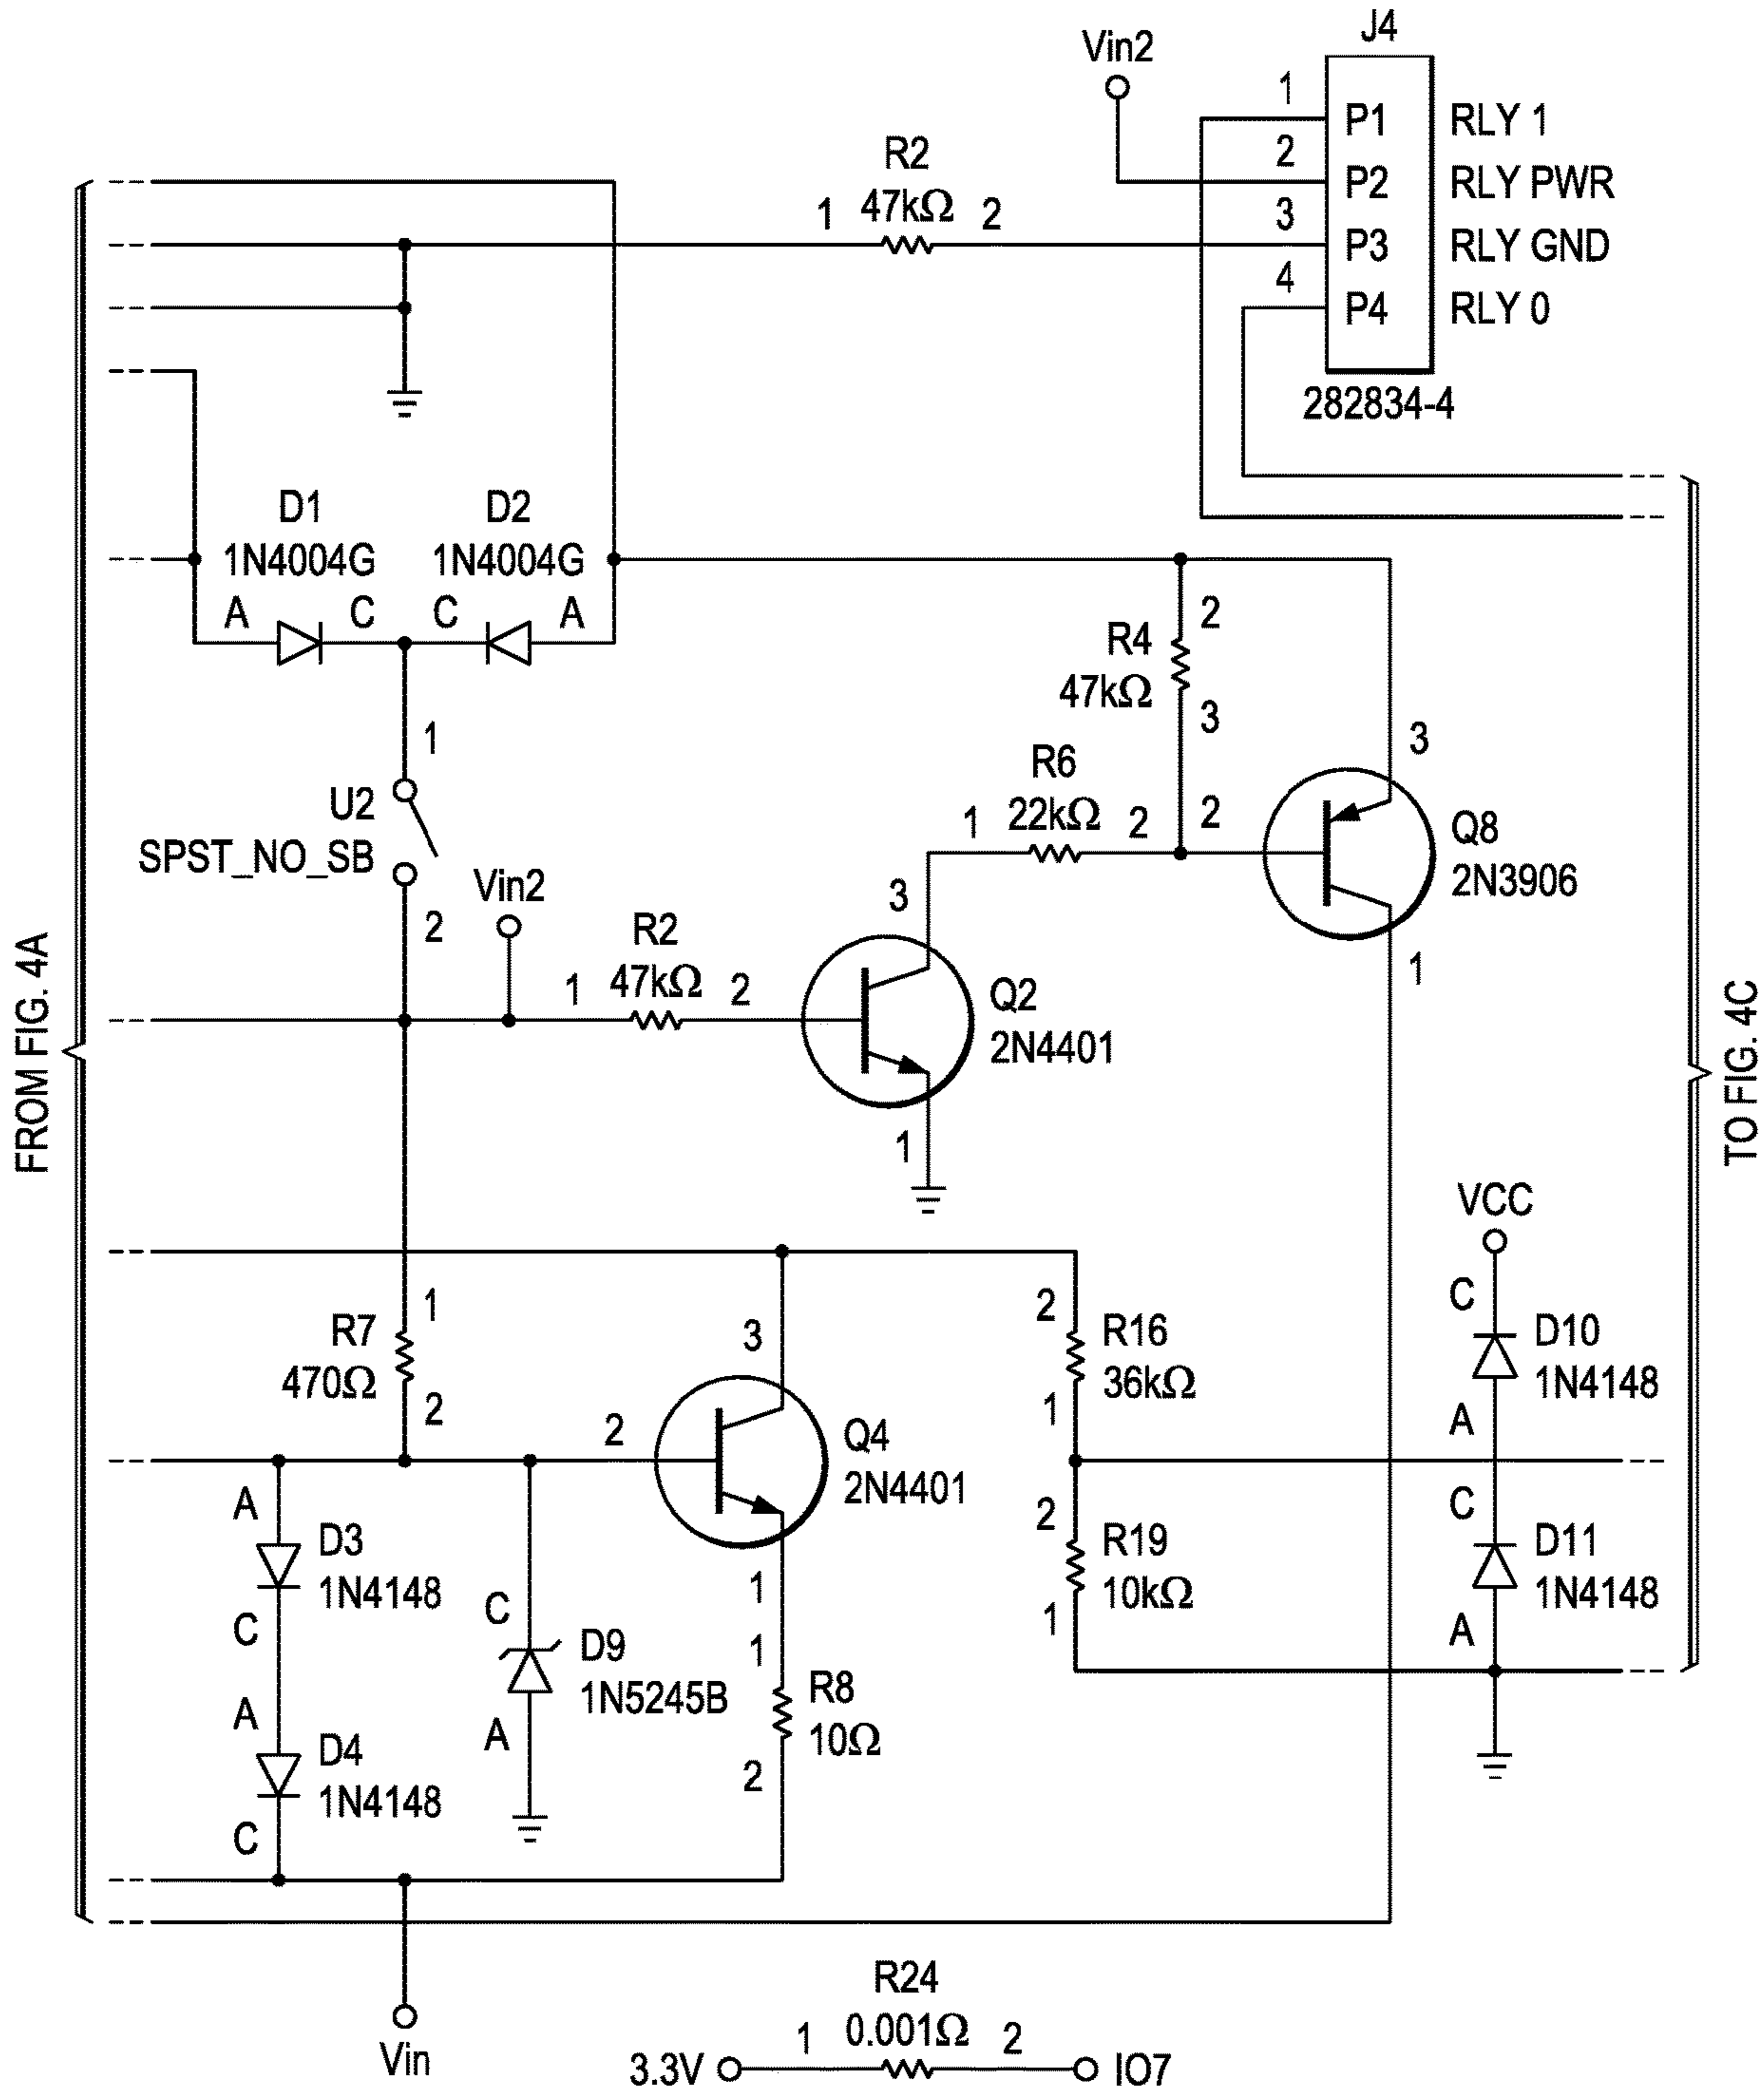 J4
Vin2
1
P1
RLY 1
2
P2
RLY PWR
3
P3
RLY GND
4
P4
RLY 0
282834-4
R2
1 47kΩ 2
D1
1N4004G
A C
D2
1N4004G
C A
1
U2
SPST_NO_SB
2
Vin2
R2
1 47kΩ 2
2
R4
47kΩ
3
R6
1 22kΩ 2
2
3
Q8
2N3906
1
3
Q2
2N4401
1
FROM FIG. 4A
TO FIG. 4C
1
R7
470Ω
2
3
2
Q4
2N4401
1
2
R16
36kΩ
1
2
R19
10kΩ
1
VCC
C
D10
1N4148
A
C
D11
1N4148
A
A
D3
1N4148
C
A
D4
1N4148
C
C
D9
1N5245B
A
1
R8
10Ω
2
Vin
R24
1 0.001Ω 2
3.3V
IO7